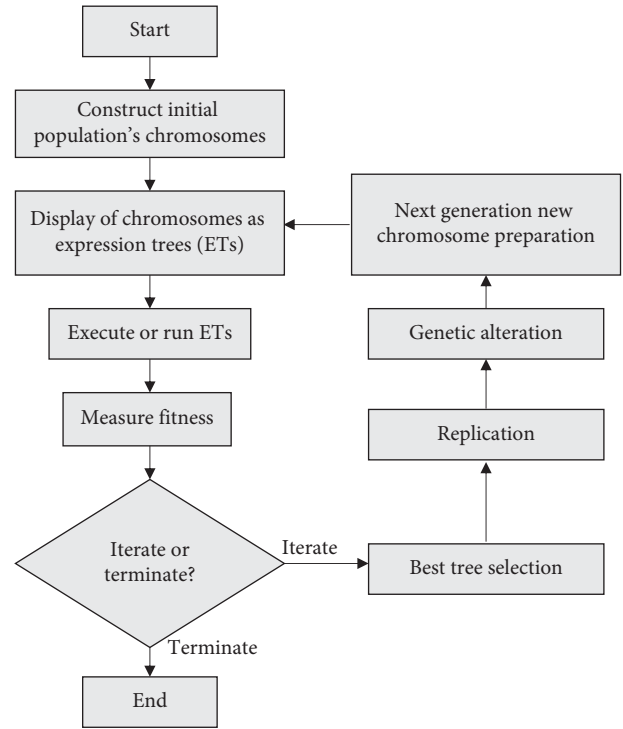 Start
Construct initial
population's chromosomes
Display of chromosomes as
expression trees (ETs)
Execute or run ETs
Measure fitness
Iterate or
terminate?
Iterate
Terminate
End
Next generation new
chromosome preparation
Genetic alteration
Replication
Best tree selection